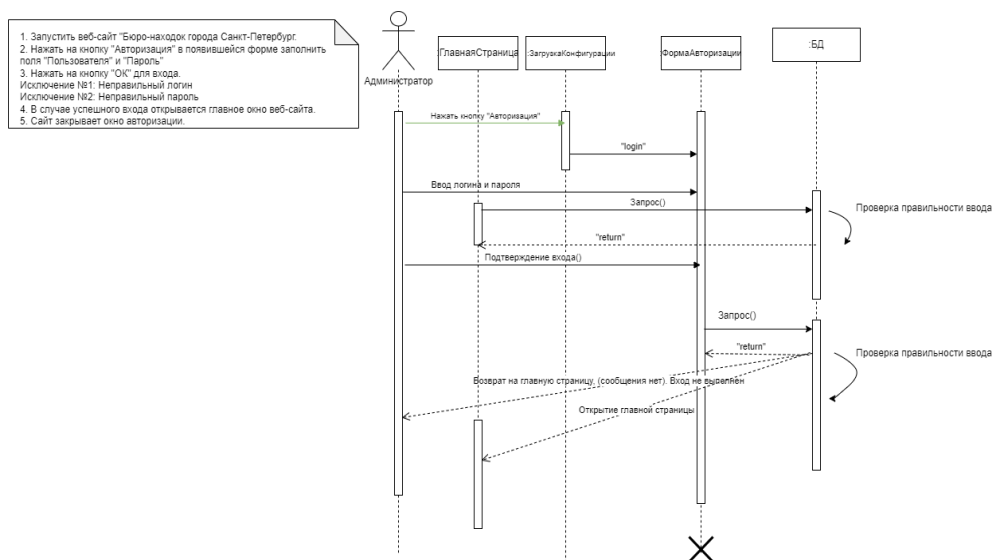 1. Запустить веб-сайт "Бюро-находок города Санкт-Петербург.
2. Нажать на кнопку "Авторизация" в появившейся форме заполнить
поля "Пользователя" и "Пароль"
3. Нажать на кнопку "ОК" для входа.
Исключение №1: Неправильный логин
Исключение №2: Неправильный пароль
4. В случае успешного входа открывается главное окно веб-сайта.
5. Сайт закрывает окно авторизации.
Администратор
:ГлавнаяСтраница
:ЗагрузкаКонфигурации
:ФормаАвторизации
:БД
Нажать кнопку "Авторизация"
"login"
Ввод логина и пароля
Запрос()
Проверка правильности ввода
"return"
Подтверждение входа()
Запрос()
"return"
Проверка правильности ввода
Возврат на главную страницу, (сообщения нет). Вход не выполнен
Открытие главной страницы